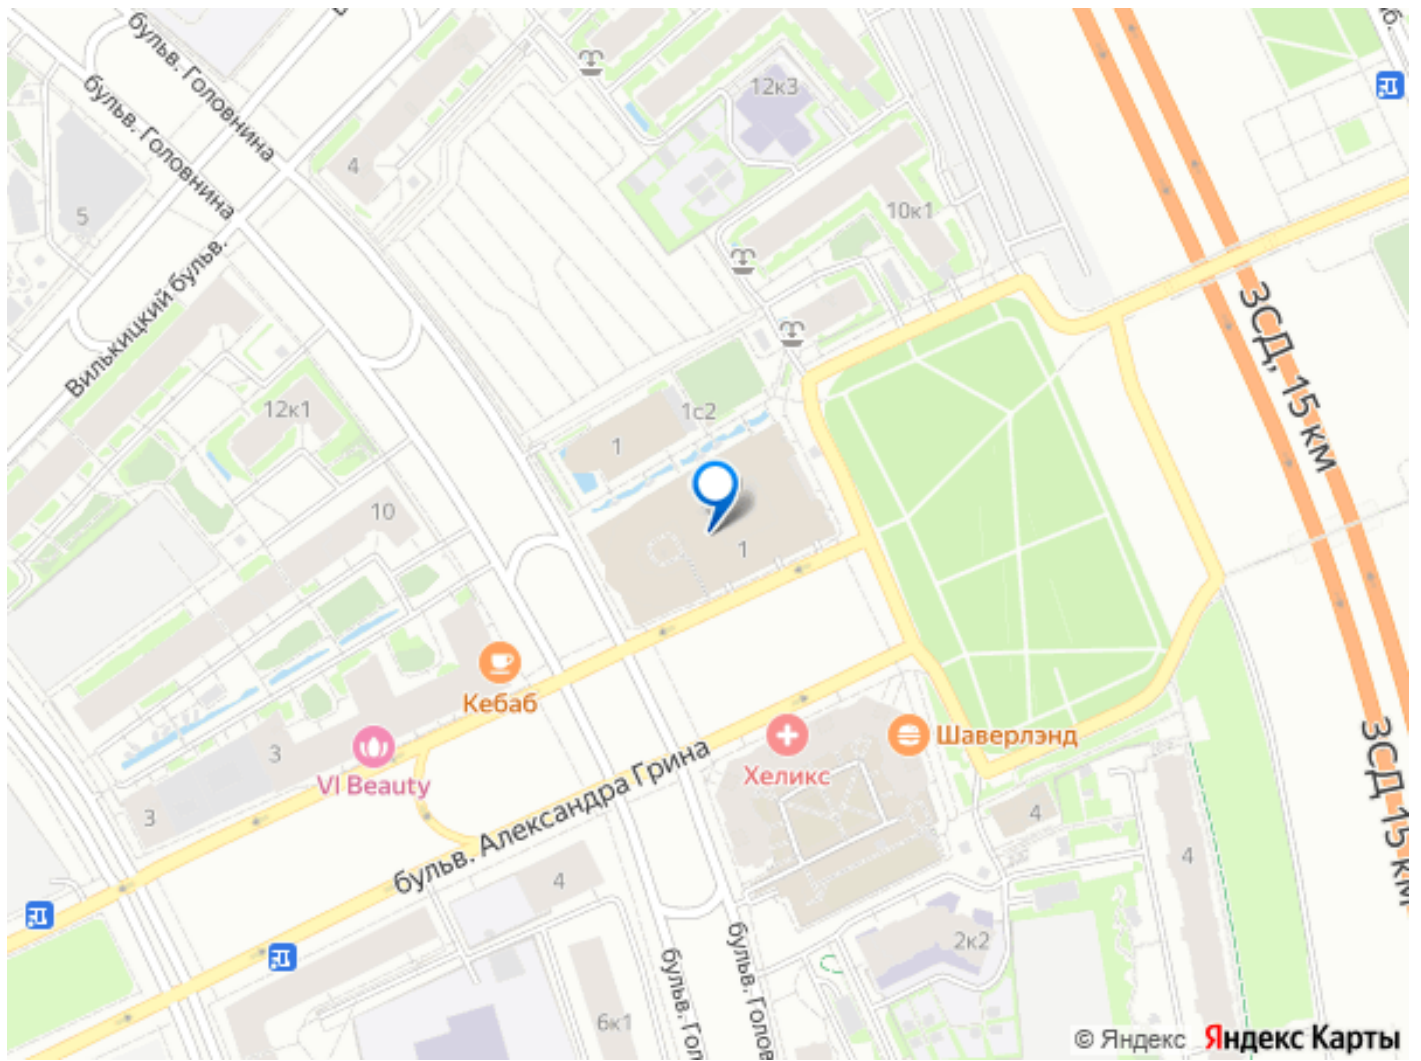 бульв. Головнина
бульв. Головнина
12к3
4
5
10к1
Вилькицкий бульв.
ЗСД, 15 км
12к1
1с2
1
10
1
Кебаб
3
VI Beauty
3
Хеликс
Шаверлэнд
бульв. Александра Грина
ЗСД 15 км
4
4
4
2к2
6к1
бульв. Гол
бульв. Голов
© Яндекс Яндекс Карты